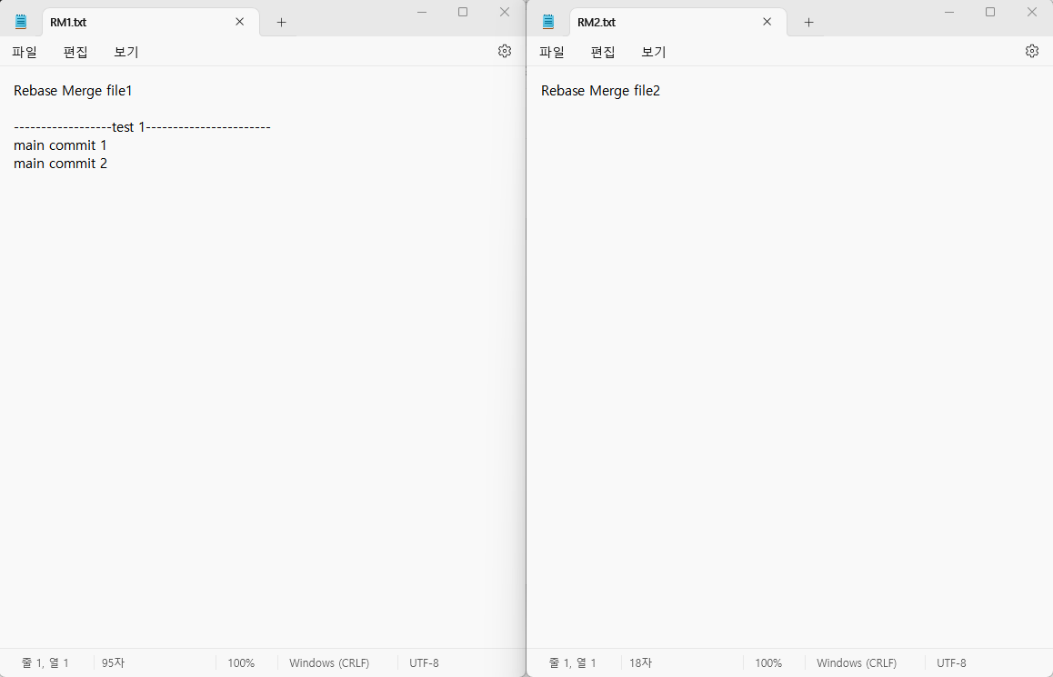 RM1.txt
파일 편집 보기
Rebase Merge file1
------------------test 1-----------------------
main commit 1
main commit 2
줄 1, 열 1 95자 100% Windows (CRLF) UTF-8
RM2.txt
파일 편집 보기
Rebase Merge file2
줄 1, 열 1 18자 100% Windows (CRLF) UTF-8